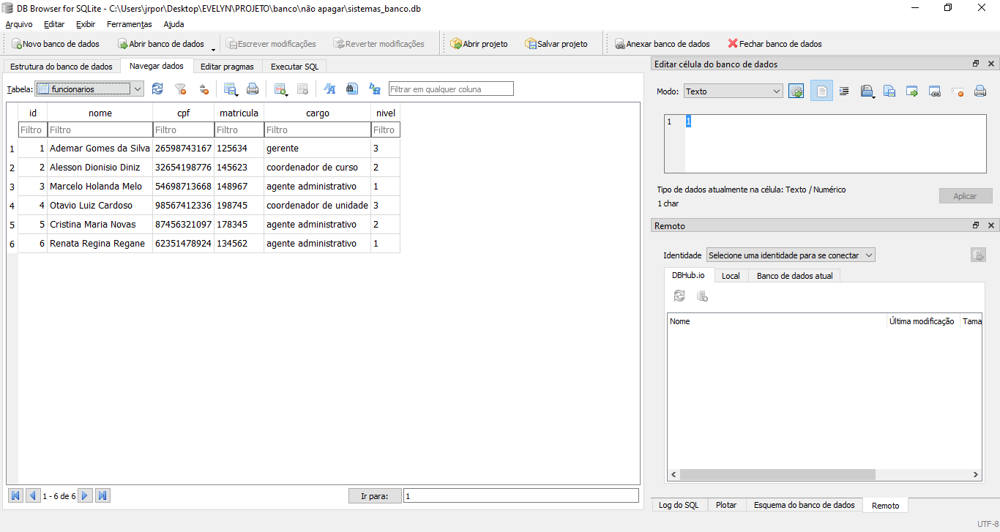 DB Browser for SQLite - C:\Users\jrpor\Desktop\EVELYN\PROJETO\banco\não apagar\sistemas_banco.db
Arquivo Editar Exibir Ferramentas Ajuda
Novo banco de dados Abrir banco de dados Escrever modificações Reverter modificações Abrir projeto Salvar projeto Anexar banco de dados Fechar banco de dados
Estrutura do banco de dados Navegar dados Editar pragmas Executar SQL
Tabela: funcionarios Filtrar em qualquer coluna
id nome cpf matricula cargo nivel
Filtro Filtro Filtro Filtro Filtro Filtro
1 1 Ademar Gomes da Silva 26598743167 125634 gerente 3
2 2 Alesson Dionisio Diniz 32654198776 145623 coordenador de curso 2
3 3 Marcelo Holanda Melo 54698713668 148967 agente administrativo 1
4 4 Otavio Luiz Cardoso 98567412336 198745 coordenador de unidade 3
5 5 Cristina Maria Novas 87456321097 178345 agente administrativo 2
6 6 Renata Regina Regane 62351478924 134562 agente administrativo 1
1 - 6 de 6 Ir para: 1
Editar célula do banco de dados
Modo: Texto
1 1
Tipo de dados atualmente na célula: Texto / Numérico
1 char
Aplicar
Remoto
Identidade Selecione uma identidade para se conectar
DBHub.io Local Banco de dados atual
Nome Última modificação Tama
Log do SQL Plotar Esquema do banco de dados Remoto
UTF-8